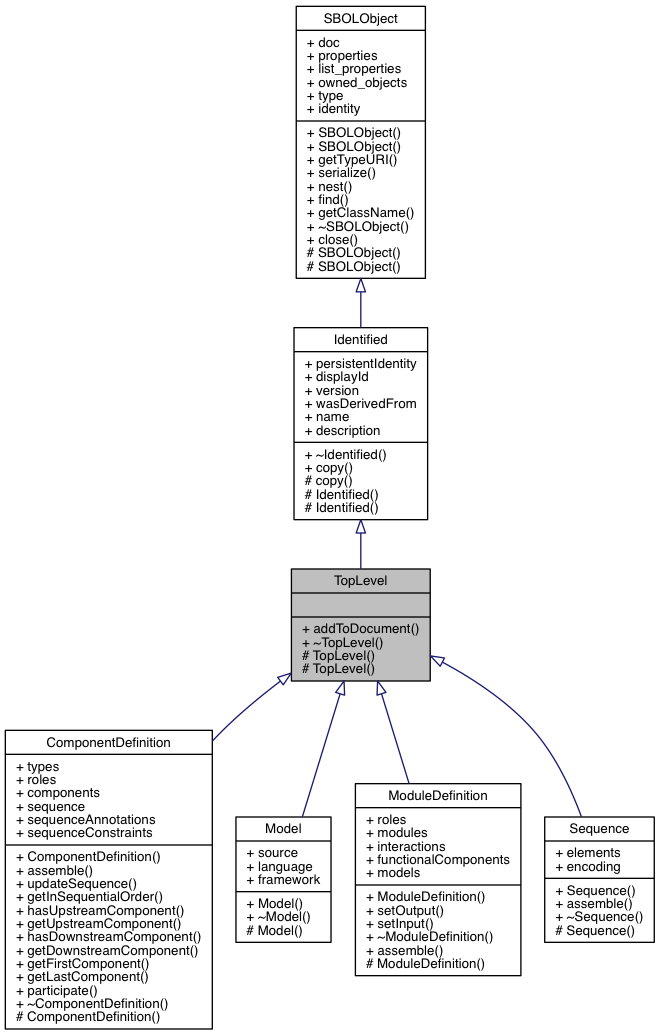 SBOLObject
+ doc
+ properties
+ list_properties
+ owned_objects
+ type
+ identity
+ SBOLObject()
+ SBOLObject()
+ getTypeURI()
+ serialize()
+ nest()
+ find()
+ getClassName()
+ ~SBOLObject()
+ close()
# SBOLObject()
# SBOLObject()
Identified
+ persistentIdentity
+ displayId
+ version
+ wasDerivedFrom
+ name
+ description
+ ~Identified()
+ copy()
# copy()
# Identified()
# Identified()
TopLevel
+ addToDocument()
+ ~TopLevel()
# TopLevel()
# TopLevel()
ComponentDefinition
+ types
+ roles
+ components
+ sequence
+ sequenceAnnotations
+ sequenceConstraints
+ ComponentDefinition()
+ assemble()
+ updateSequence()
+ getInSequentialOrder()
+ hasUpstreamComponent()
+ getUpstreamComponent()
+ hasDownstreamComponent()
+ getDownstreamComponent()
+ getFirstComponent()
+ getLastComponent()
+ participate()
+ ~ComponentDefinition()
# ComponentDefinition()
Model
+ source
+ language
+ framework
+ Model()
+ ~Model()
# Model()
ModuleDefinition
+ roles
+ modules
+ interactions
+ functionalComponents
+ models
+ ModuleDefinition()
+ setOutput()
+ setInput()
+ ~ModuleDefinition()
+ assemble()
# ModuleDefinition()
Sequence
+ elements
+ encoding
+ Sequence()
+ assemble()
+ ~Sequence()
# Sequence()